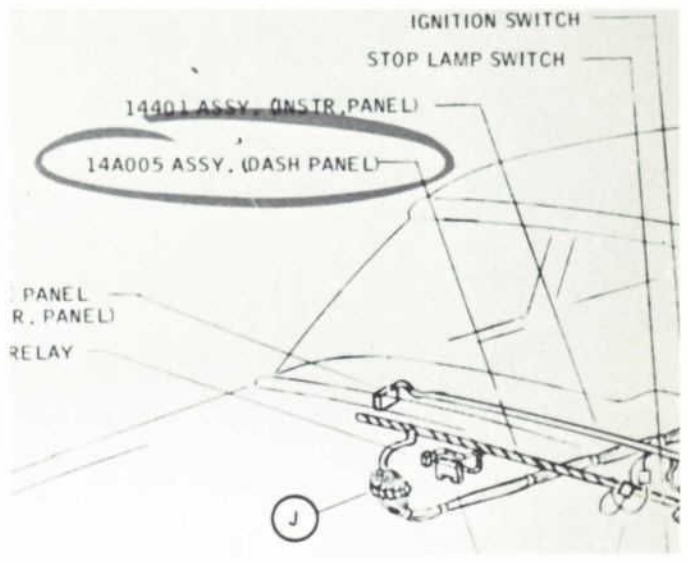 IGNITION SWITCH
STOP LAMP SWITCH
14401 ASSY. (INSTR. PANEL)
14A005 ASSY. (DASH PANEL)
PANEL
R. PANEL)
RELAY
J